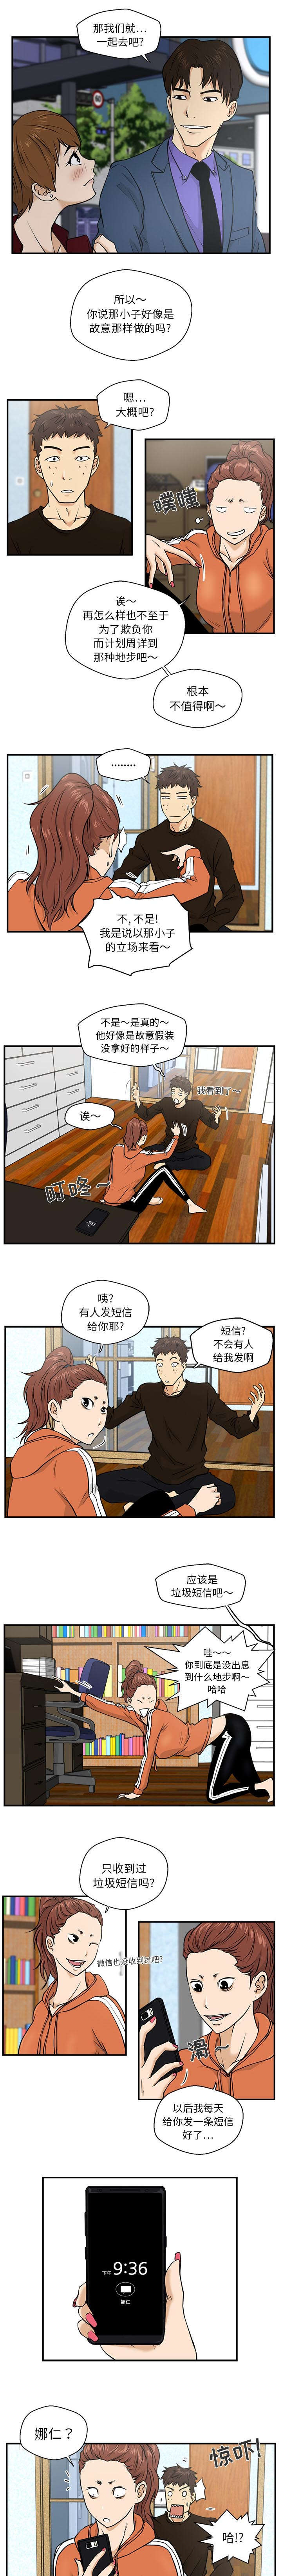 那我们就...
一起去吧?
所以～
你说那小子好像是
故意那样做的吗?
嗯...
大概吧?
噗嗤
诶～
再怎么样也不至于
为了欺负你
而计划周详到
那种地步吧～
根本
不值得啊～
........
不, 不是!
我是说以那小子
的立场来看～
不是～是真的～
他好像是故意假装
没拿好的样子～
我看到了～
诶～
叮咚～
咦?
有人发短信
给你耶?
短信?
不会有人
给我发啊
应该是
垃圾短信吧～
哇～～
你到底是没出息
到什么地步啊～
哈哈
只收到过
垃圾短信吗?
微信也没收到过吧?
滑～
以后我每天
给你发一条短信
好了...
下午 9:36
娜仁
娜仁？
惊吓!
哈!?